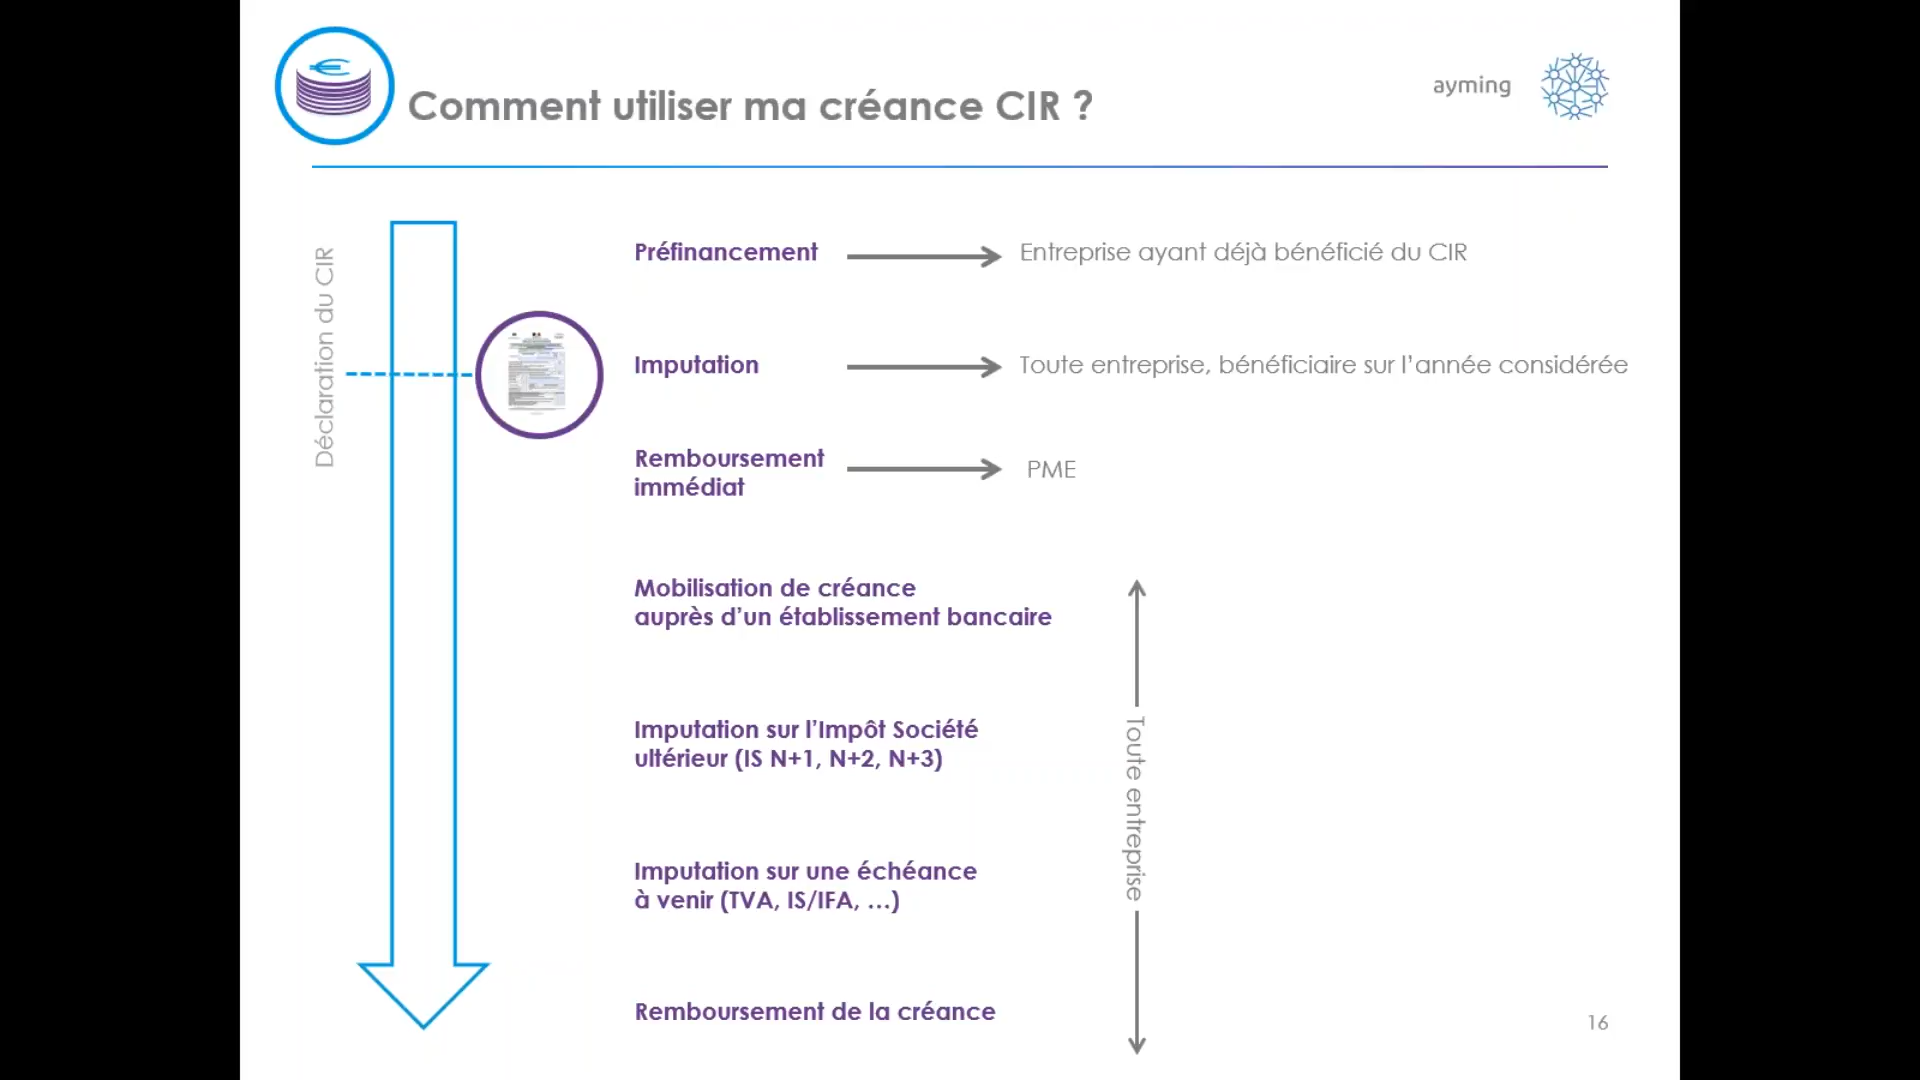 Comment utiliser ma créance CIR ?
ayming
Déclaration du CIR
Préfinancement
Entreprise ayant déjà bénéficié du CIR
Imputation
Toute entreprise, bénéficiaire sur l’année considérée
Remboursement
immédiat
PME
Mobilisation de créance
auprès d’un établissement bancaire
Imputation sur l’Impôt Société
ultérieur (IS N+1, N+2, N+3)
Toute entreprise
Imputation sur une échéance
à venir (TVA, IS/IFA, …)
Remboursement de la créance
16